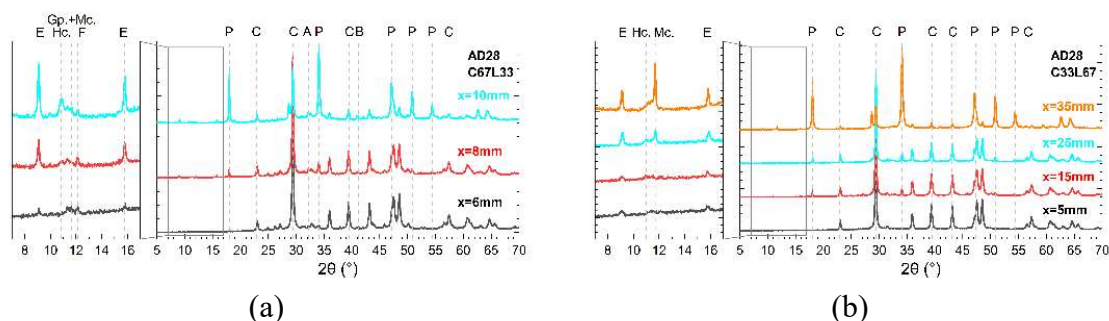 Gp.+Mc.
E Hc. F E P C C A P C B P P P C
AD28
C67L33
x=10mm
x=8mm
x=6mm
8 10 12 14 16 5 10 15 20 25 30 35 40 45 50 55 60 65 70
2θ (°)
(a)
E Hc. Mc. E P C C P C C P P P C
AD28
C33L67
x=35mm
x=25mm
x=15mm
x=5mm
8 10 12 14 16 5 10 15 20 25 30 35 40 45 50 55 60 65 70
2θ (°)
(b)